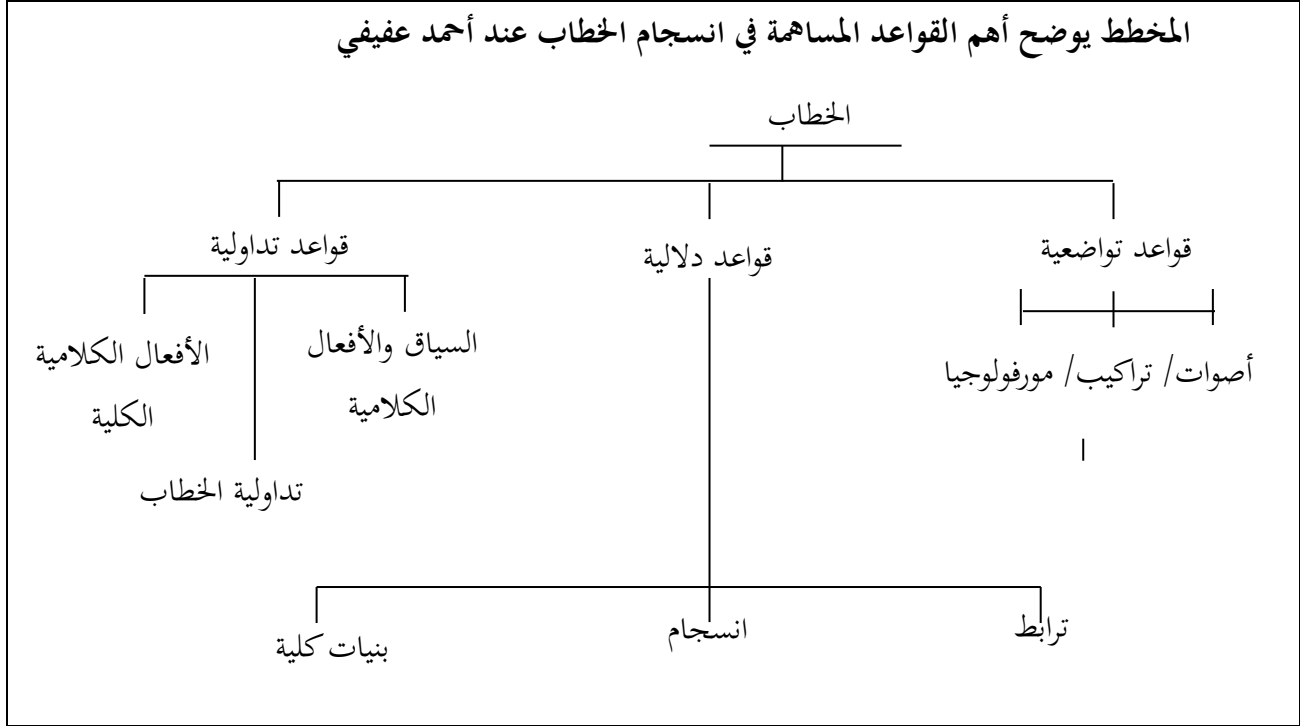 المخطط يوضح أهم القواعد المساهمة في انسجام الخطاب عند أحمد عفيفي
الخطاب
قواعد تواضعية
قواعد دلالية
قواعد تداولية
أصوات/ تراكيب/ مورفولوجيا
السياق والأفعال
الكلامية
الأفعال الكلامية
الكلية
تداولية الخطاب
ترابط
انسجام
بنيات كلية